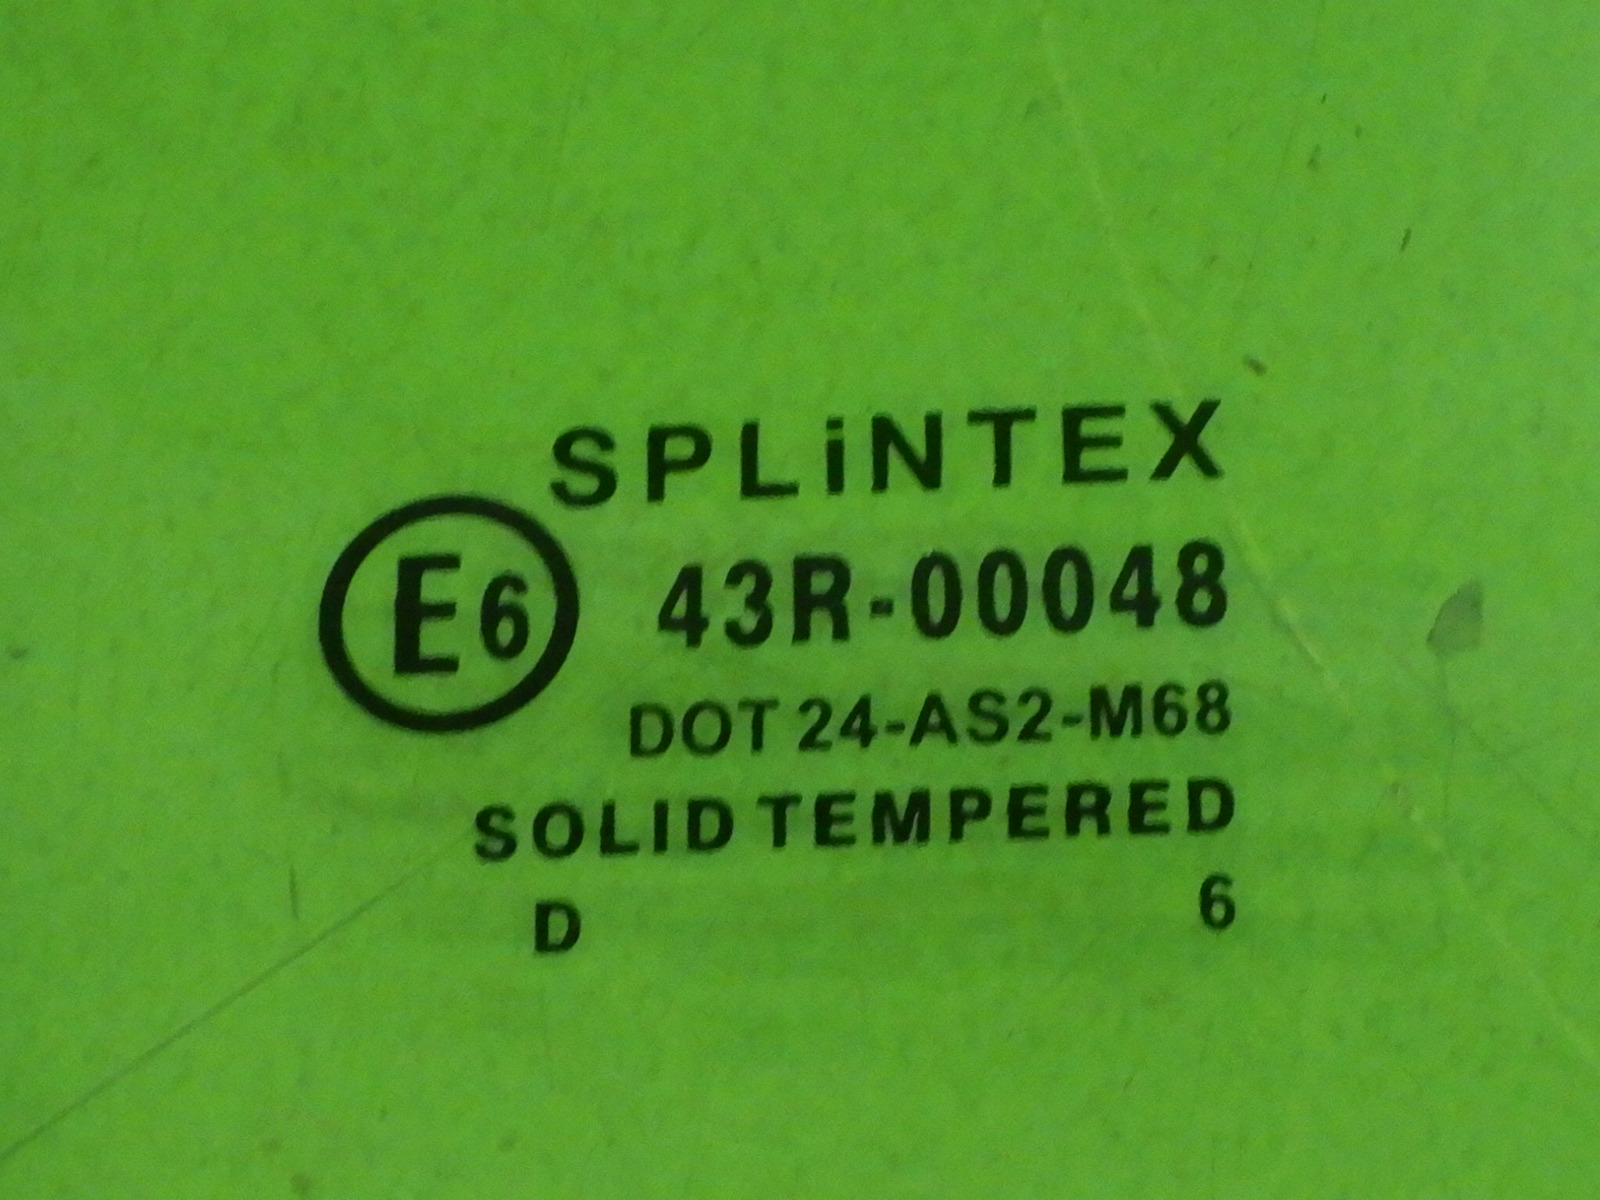 SPLiNTEX
E6 43R-00048
DOT 24-AS2-M68
SOLID TEMPERED
D 6